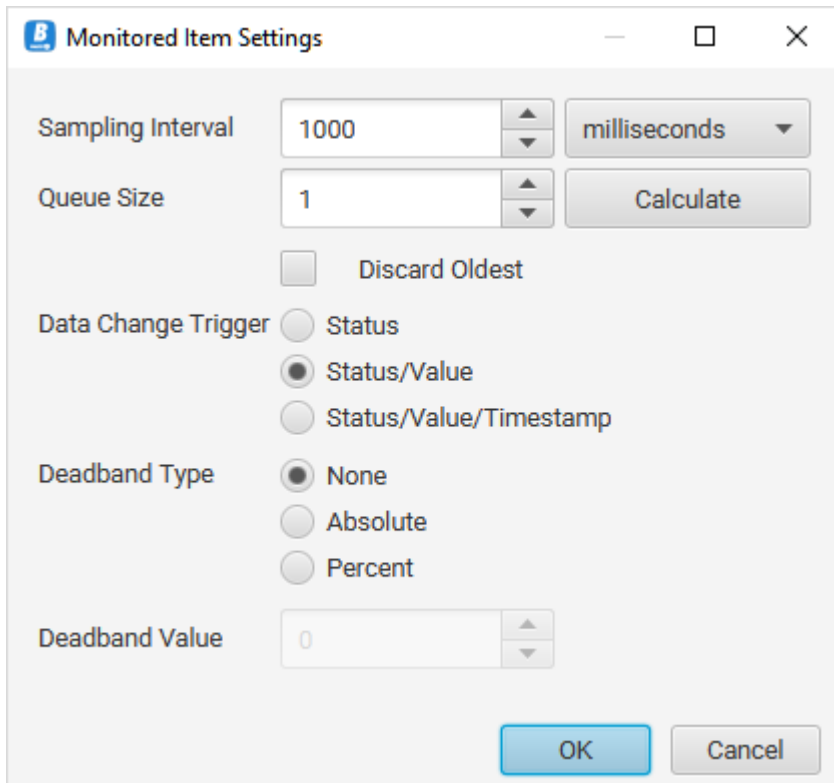 B Monitored Item Settings
Sampling Interval 1000 milliseconds
Queue Size 1 Calculate
Discard Oldest
Data Change Trigger Status
Status/Value
Status/Value/Timestamp
Deadband Type None
Absolute
Percent
Deadband Value 0
OK Cancel